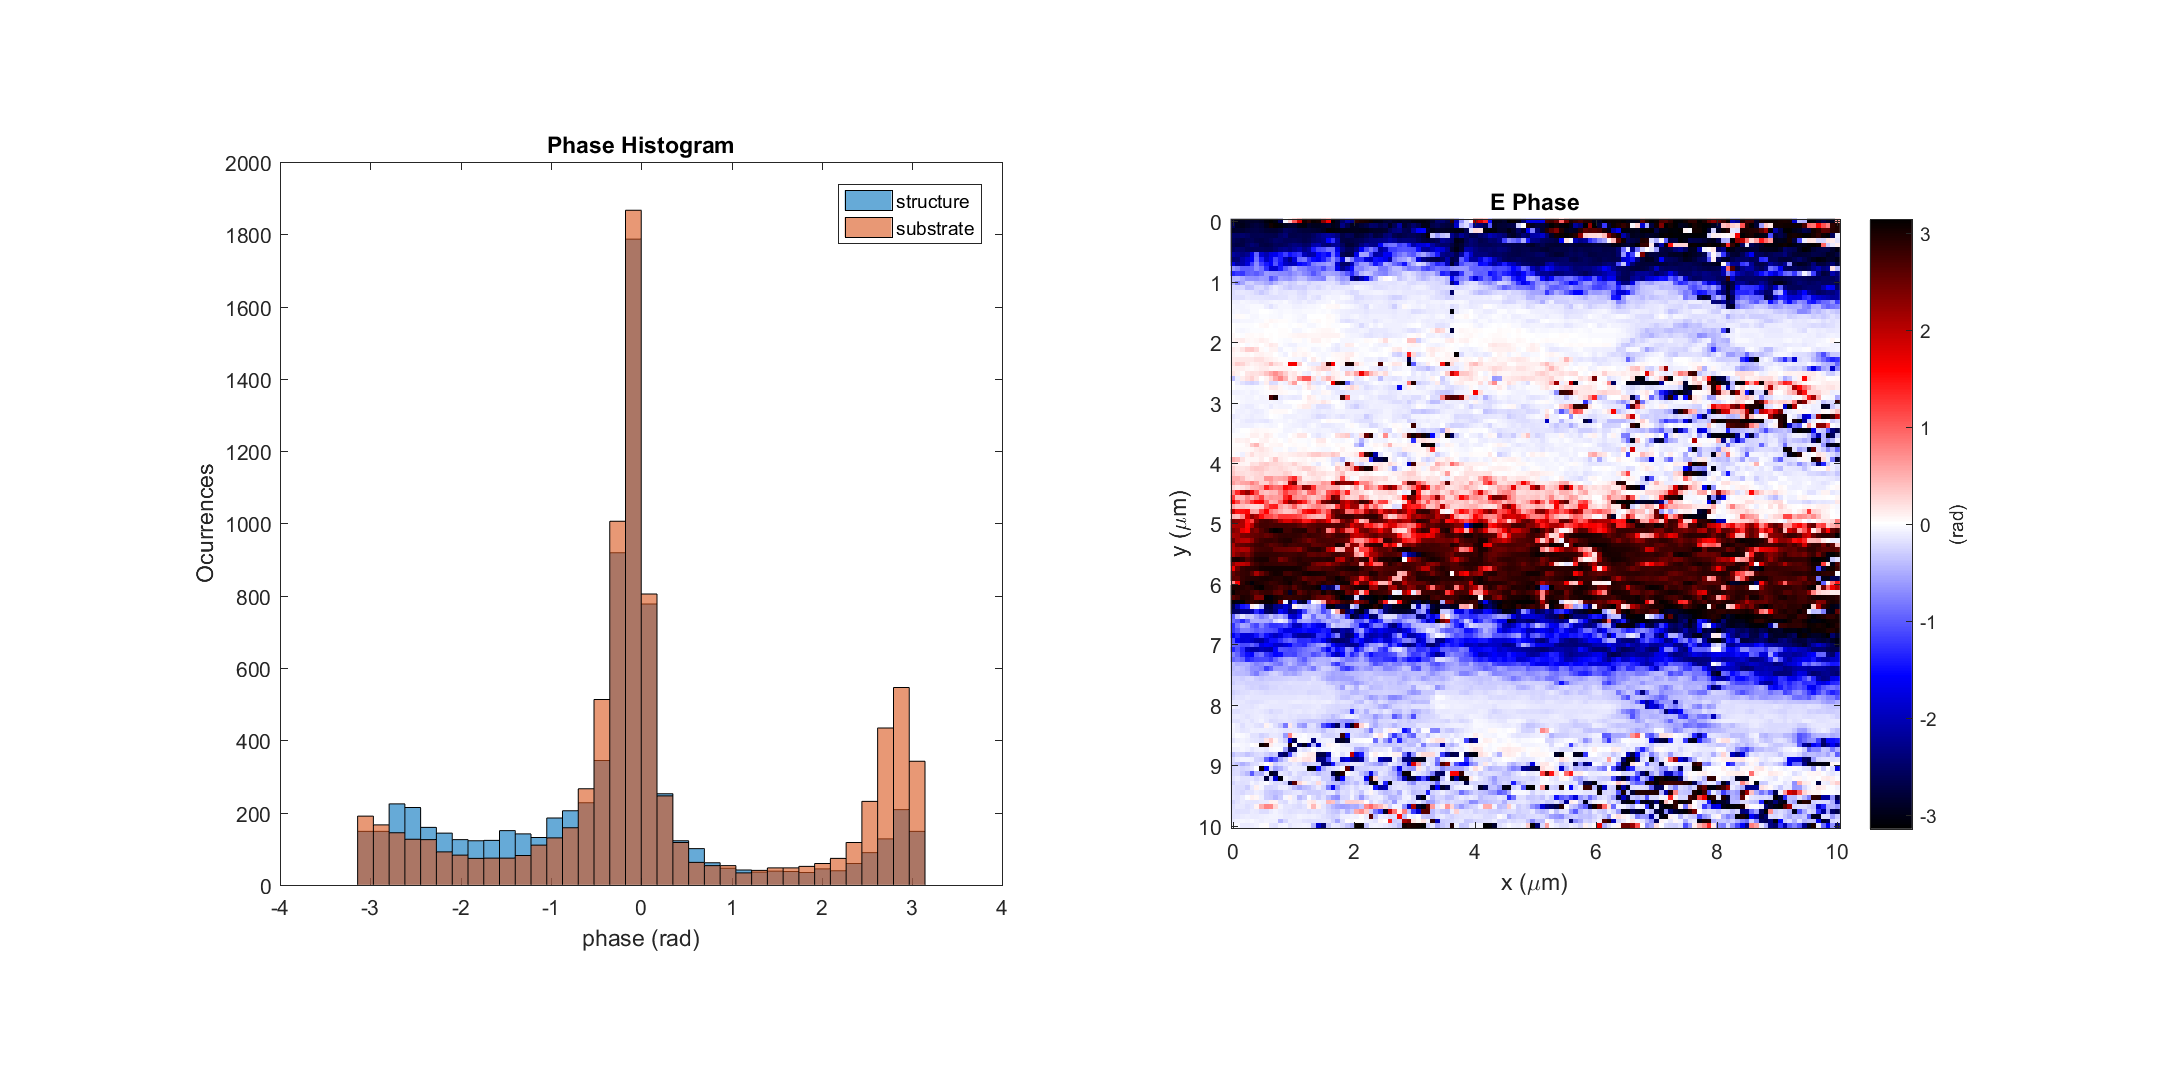 Phase Histogram
2000
1800
1600
1400
1200
1000
800
600
400
200
0
-4 -3 -2 -1 0 1 2 3 4
phase (rad)
Ocurrences
structure
substrate
E Phase
0
1
2
3
4
5
6
7
8
9
10
0 2 4 6 8 10
x (μm)
y (μm)
3
2
1
0
-1
-2
-3
(rad)